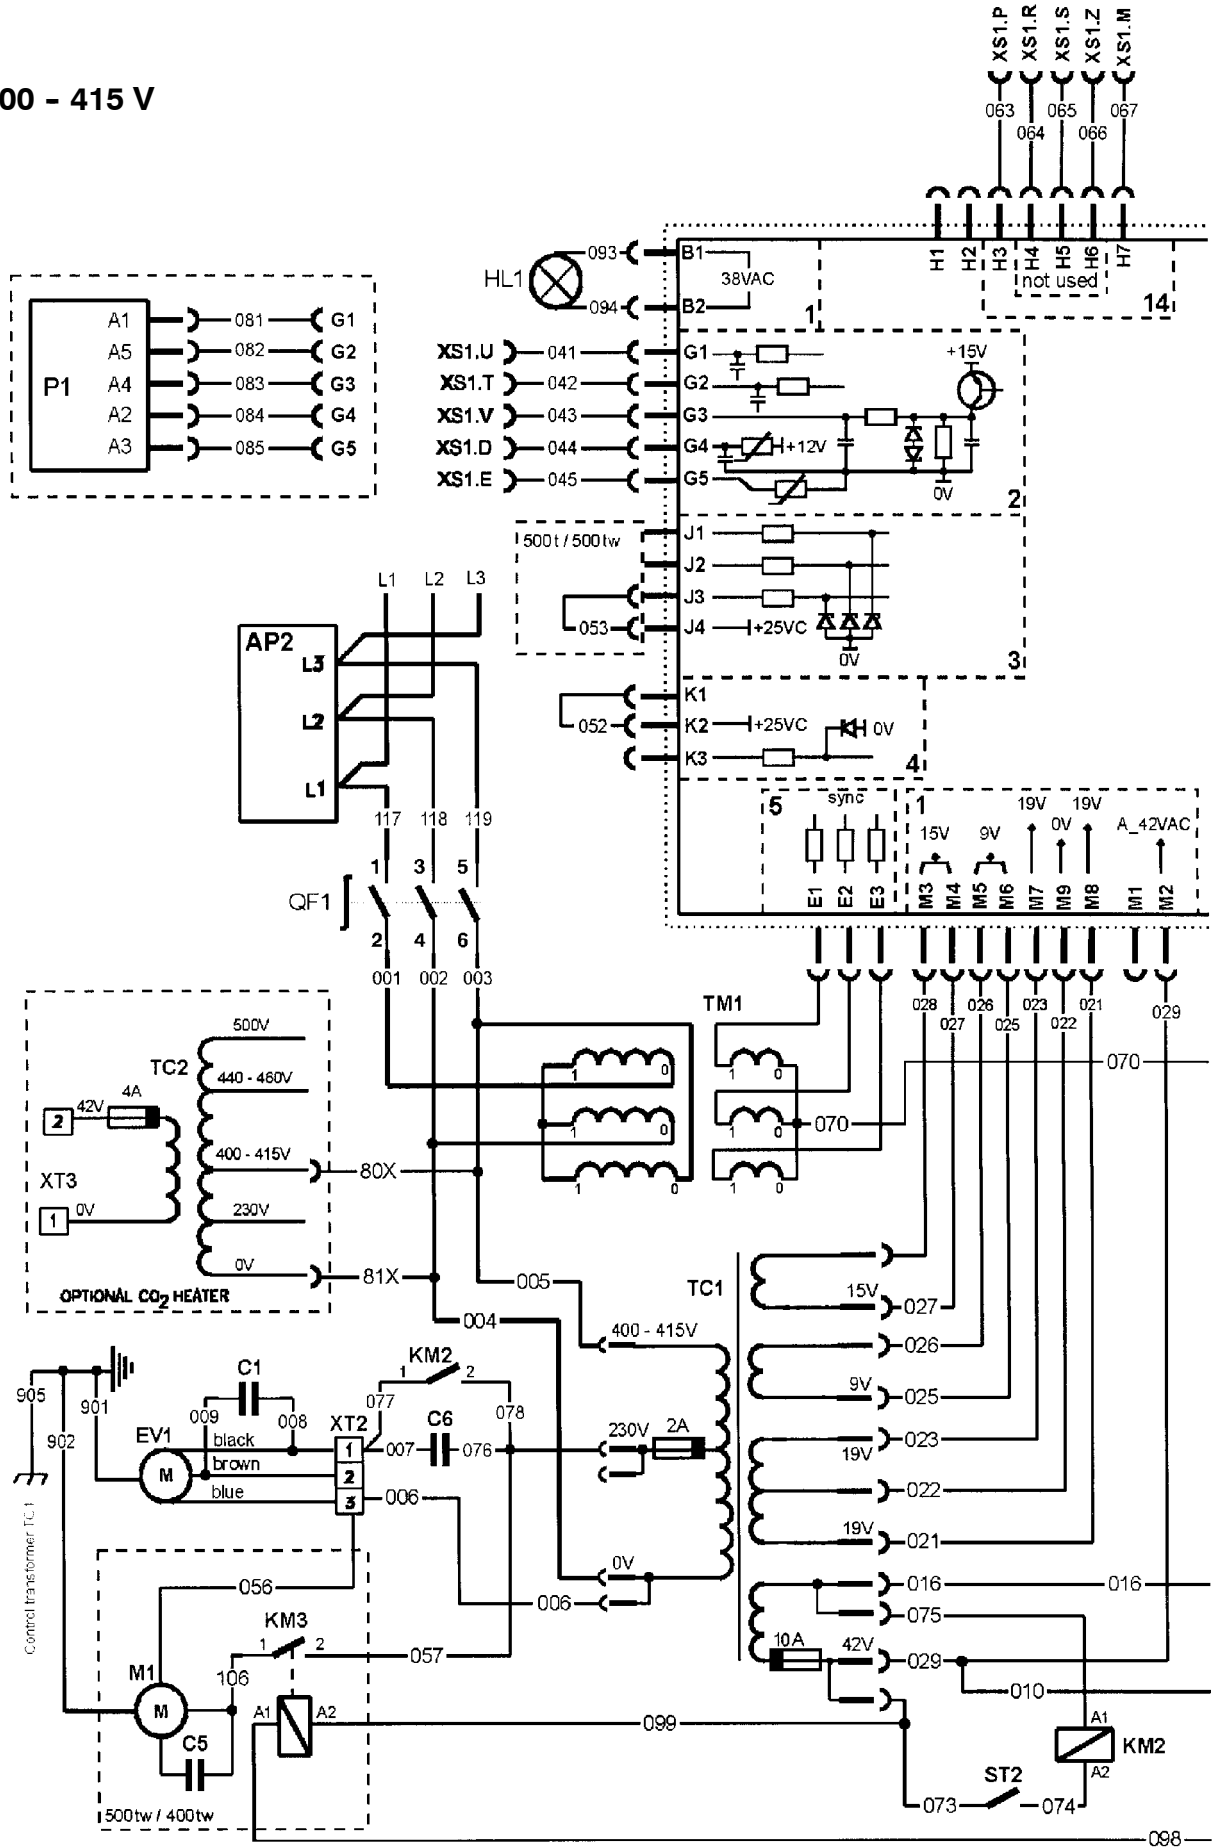 00 - 415 V
XS1.P XS1.R XS1.S XS1.Z XS1.M
063 064 065 066 067
H1 H2 H3 H4 H5 H6 H7
not used
14
HL1
093 B1
38VAC
094 B2
1
P1
A1 081 G1
A5 082 G2
A4 083 G3
A2 084 G4
A3 085 G5
XS1.U 041 G1
XS1.T 042 G2
XS1.V 043 G3
XS1.D 044 G4
XS1.E 045 G5
+15V
+12V
0V
2
500t / 500tw
J1
J2
J3
053 J4 +25VC
0V
3
K1
052 K2 +25VC
0V
K3
4
L1 L2 L3
AP2
L3
L2
L1
117 118 119
1 3 5
QF1
2 4 6
001 002 003
5 sync
E1 E2 E3
1
15V 9V 19V 0V 19V A_42VAC
M3 M4 M5 M6 M7 M9 M8 M1 M2
028 027 026 025 023 022 021 029
TM1
1 0 1 0
1 0 1 0
1 0 1 0
070
070
500V
TC2
440 - 460V
42V 4A
2
400 - 415V
80X
XT3
1 0V
230V
0V
81X
OPTIONAL CO2 HEATER
005
004
TC1
400 - 415V
15V 027
026
9V 025
023
19V
022
19V 021
016 016
075
10A 42V 029
010
230V 2A
0V
006
905 901 902
Control transformer TC1
C1
009 008
EV1
M
black
brown
blue
XT2
1
2
3
077
1 KM2 2
078
007 C6 076
006
056
KM3
1 2
057
106
M1
M
C5
A1 A2
500tw / 400tw
099
A1
KM2
A2
ST2
073 074
098